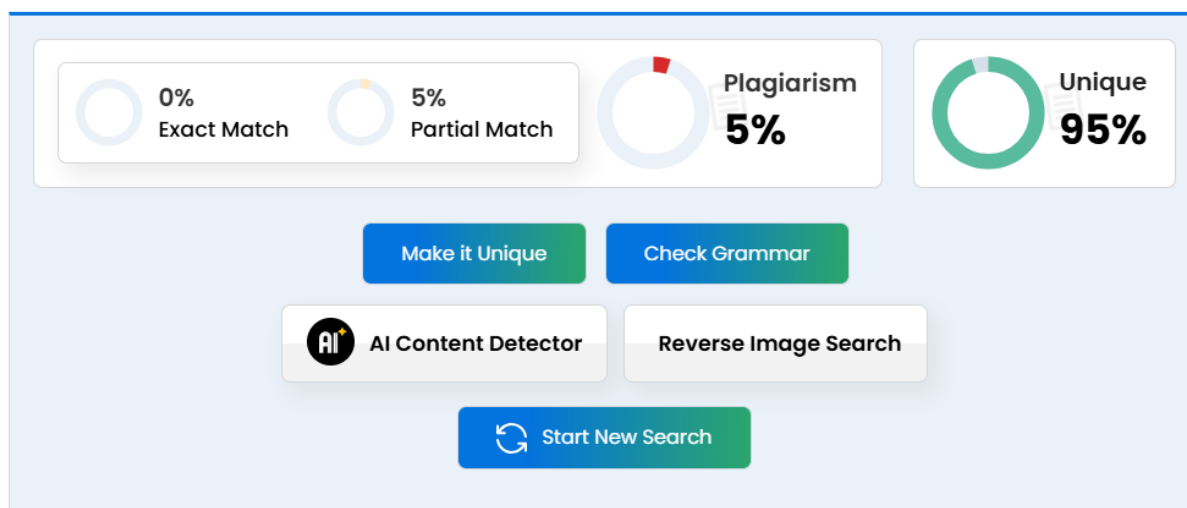 0%
Exact Match
5%
Partial Match
Plagiarism
5%
Unique
95%
Make it Unique
Check Grammar
AI
AI Content Detector
Reverse Image Search
Start New Search